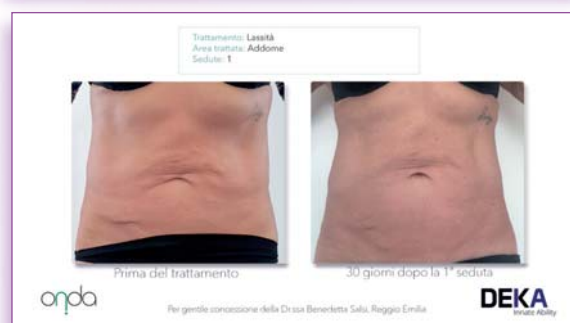 Trattamento: Lassità
Area trattata: Addome
Sedute: 1
Prima del trattamento
30 giorni dopo la 1ª seduta
onda
Per gentile concessione della Dr.ssa Benedetta Salsi, Reggio Emilia
DEKA
Innate Ability